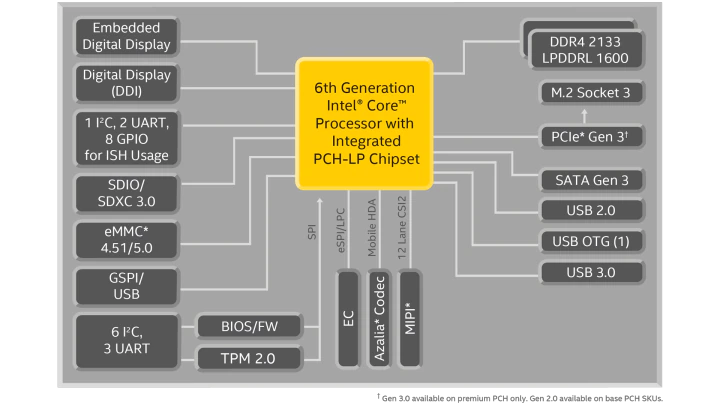 Embedded
Digital Display
Digital Display
(DDI)
1 I²C, 2 UART,
8 GPIO
for ISH Usage
SDIO/
SDXC 3.0
eMMC*
4.51/5.0
GSPI/
USB
6 I²C,
3 UART
BIOS/FW
TPM 2.0
6th Generation
Intel® Core™
Processor with
Integrated
PCH-LP Chipset
SPI
eSPI/LPC
Mobile HDA
12 Lane CSI2
EC
Azalia* Codec
MIPI*
DDR4 2133
LPDDRL 1600
M.2 Socket 3
PCIe* Gen 3†
SATA Gen 3
USB 2.0
USB OTG (1)
USB 3.0
† Gen 3.0 available on premium PCH only. Gen 2.0 available on base PCH SKUs.